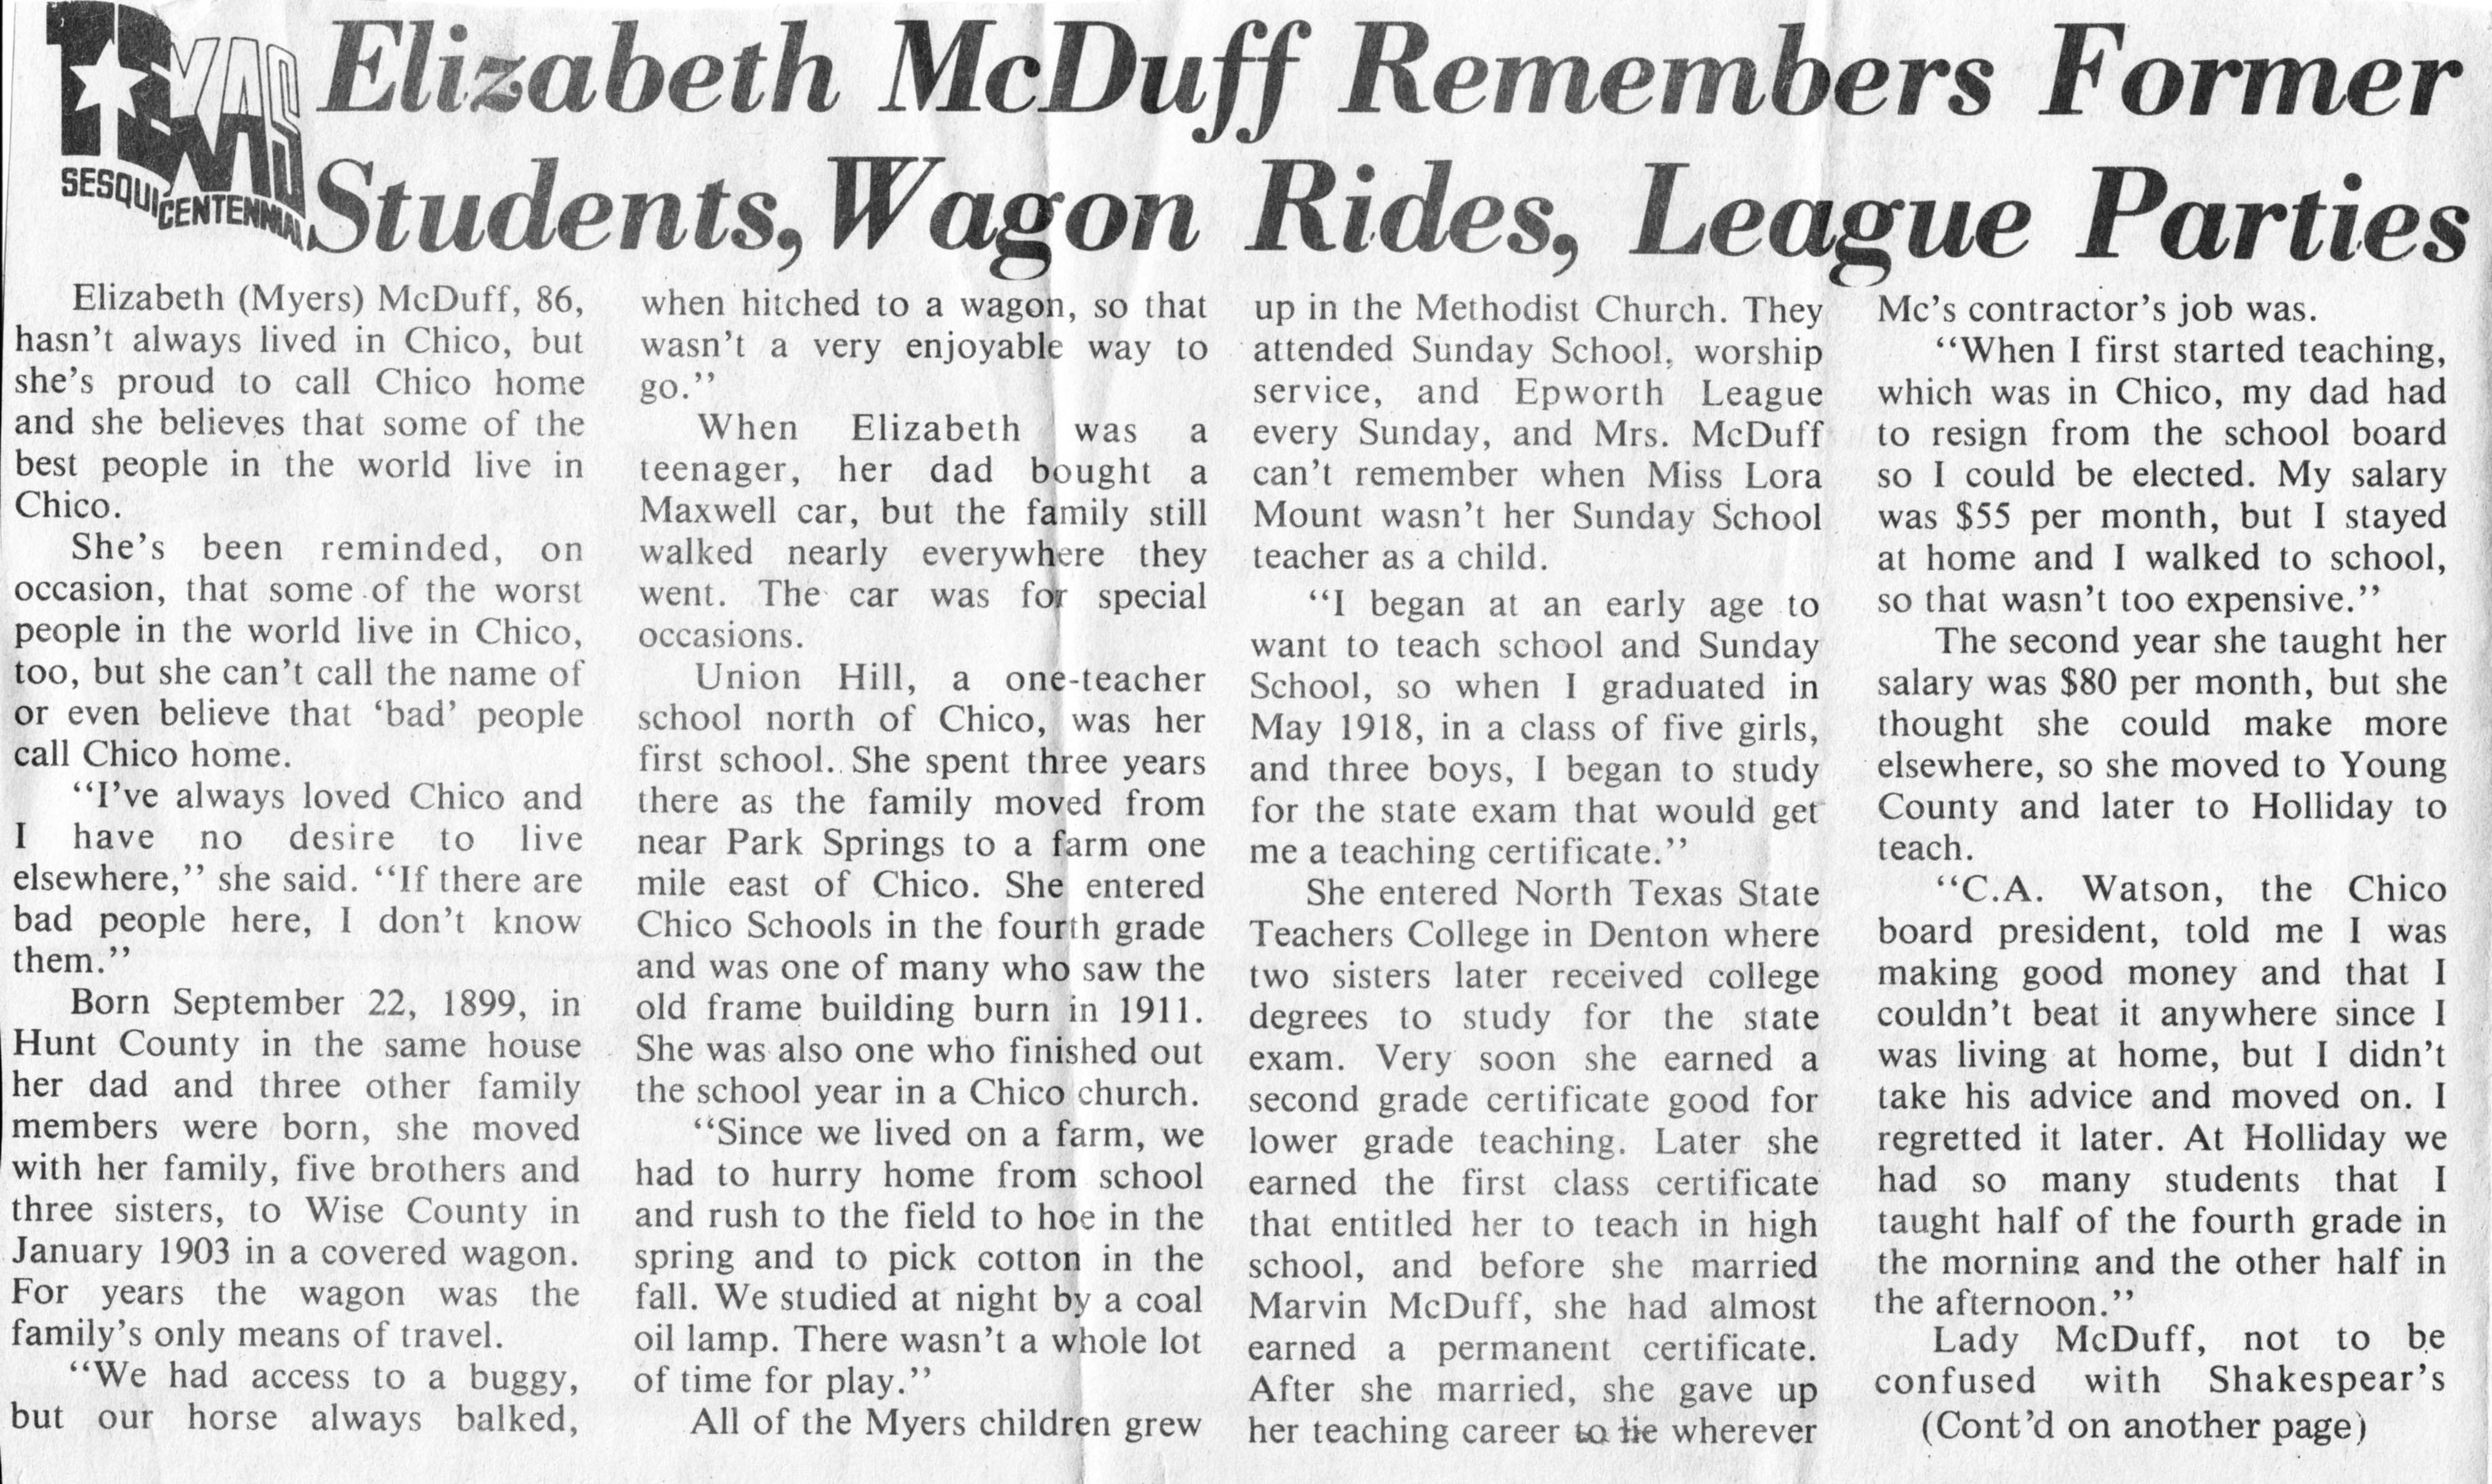 TEXAS
SESQUICENTENNIAL
Elizabeth McDuff Remembers Former
Students, Wagon Rides, League Parties
Elizabeth (Myers) McDuff, 86,
hasn't always lived in Chico, but
she's proud to call Chico home
and she believes that some of the
best people in the world live in
Chico.
She's been reminded, on
occasion, that some of the worst
people in the world live in Chico,
too, but she can't call the name of
or even believe that 'bad' people
call Chico home.
"I've always loved Chico and
I have no desire to live
elsewhere," she said. "If there are
bad people here, I don't know
them."
Born September 22, 1899, in
Hunt County in the same house
her dad and three other family
members were born, she moved
with her family, five brothers and
three sisters, to Wise County in
January 1903 in a covered wagon.
For years the wagon was the
family's only means of travel.
"We had access to a buggy,
but our horse always balked,
when hitched to a wagon, so that
wasn't a very enjoyable way to
go."
When Elizabeth was a
teenager, her dad bought a
Maxwell car, but the family still
walked nearly everywhere they
went. The car was for special
occasions.
Union Hill, a one-teacher
school north of Chico, was her
first school. She spent three years
there as the family moved from
near Park Springs to a farm one
mile east of Chico. She entered
Chico Schools in the fourth grade
and was one of many who saw the
old frame building burn in 1911.
She was also one who finished out
the school year in a Chico church.
"Since we lived on a farm, we
had to hurry home from school
and rush to the field to hoe in the
spring and to pick cotton in the
fall. We studied at night by a coal
oil lamp. There wasn't a whole lot
of time for play."
All of the Myers children grew
up in the Methodist Church. They
attended Sunday School, worship
service, and Epworth League
every Sunday, and Mrs. McDuff
can't remember when Miss Lora
Mount wasn't her Sunday School
teacher as a child.
"I began at an early age to
want to teach school and Sunday
School, so when I graduated in
May 1918, in a class of five girls,
and three boys, I began to study
for the state exam that would get
me a teaching certificate."
She entered North Texas State
Teachers College in Denton where
two sisters later received college
degrees to study for the state
exam. Very soon she earned a
second grade certificate good for
lower grade teaching. Later she
earned the first class certificate
that entitled her to teach in high
school, and before she married
Marvin McDuff, she had almost
earned a permanent certificate.
After she married, she gave up
her teaching career to be wherever
Mc's contractor's job was.
"When I first started teaching,
which was in Chico, my dad had
to resign from the school board
so I could be elected. My salary
was $55 per month, but I stayed
at home and I walked to school,
so that wasn't too expensive."
The second year she taught her
salary was $80 per month, but she
thought she could make more
elsewhere, so she moved to Young
County and later to Holliday to
teach.
"C.A. Watson, the Chico
board president, told me I was
making good money and that I
couldn't beat it anywhere since I
was living at home, but I didn't
take his advice and moved on. I
regretted it later. At Holliday we
had so many students that I
taught half of the fourth grade in
the morning and the other half in
the afternoon."
Lady McDuff, not to be
confused with Shakespear's
(Cont'd on another page)